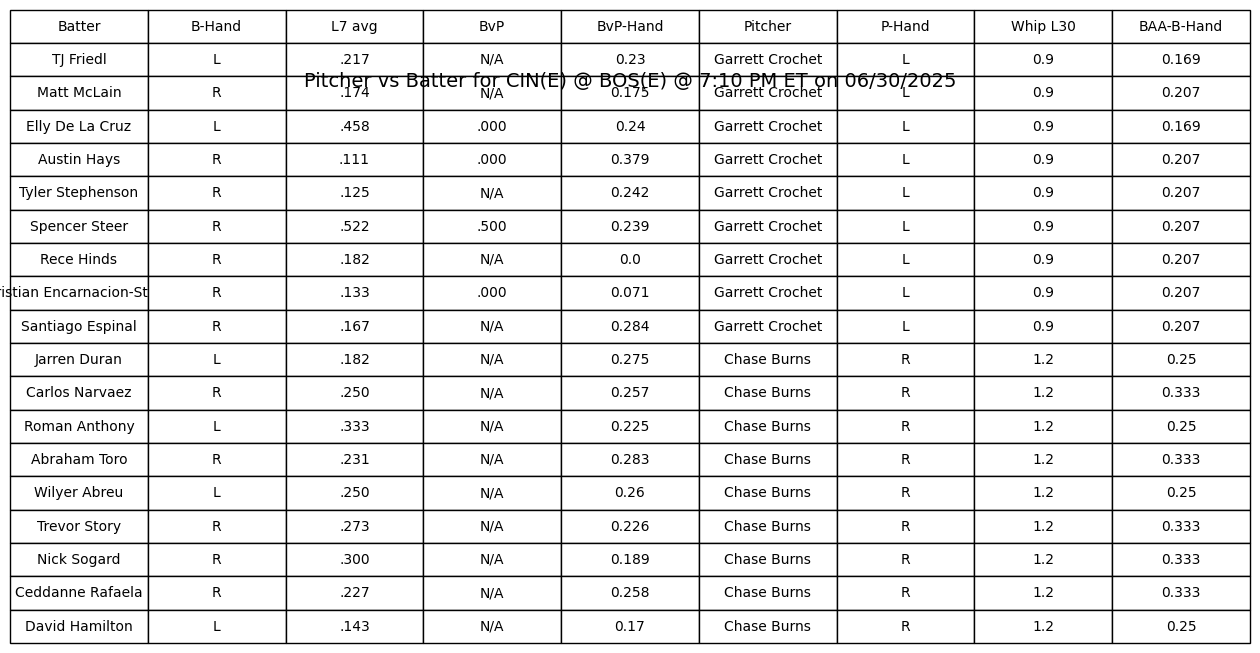 Batter B-Hand L7 avg BvP BvP-Hand Pitcher P-Hand Whip L30 BAA-B-Hand
TJ Friedl L .217 N/A 0.23 Garrett Crochet L 0.9 0.169
Pitcher vs Batter for CIN(E) @ BOS(E) @ 7:10 PM ET on 06/30/2025
Matt McLain R .174 N/A 0.175 Garrett Crochet L 0.9 0.207
Elly De La Cruz L .458 .000 0.24 Garrett Crochet L 0.9 0.169
Austin Hays R .111 .000 0.379 Garrett Crochet L 0.9 0.207
Tyler Stephenson R .125 N/A 0.242 Garrett Crochet L 0.9 0.207
Spencer Steer R .522 .500 0.239 Garrett Crochet L 0.9 0.207
Rece Hinds R .182 N/A 0.0 Garrett Crochet L 0.9 0.207
istian Encarnacion-St R .133 .000 0.071 Garrett Crochet L 0.9 0.207
Santiago Espinal R .167 N/A 0.284 Garrett Crochet L 0.9 0.207
Jarren Duran L .182 N/A 0.275 Chase Burns R 1.2 0.25
Carlos Narvaez R .250 N/A 0.257 Chase Burns R 1.2 0.333
Roman Anthony L .333 N/A 0.225 Chase Burns R 1.2 0.25
Abraham Toro R .231 N/A 0.283 Chase Burns R 1.2 0.333
Wilyer Abreu L .250 N/A 0.26 Chase Burns R 1.2 0.25
Trevor Story R .273 N/A 0.226 Chase Burns R 1.2 0.333
Nick Sogard R .300 N/A 0.189 Chase Burns R 1.2 0.333
Ceddanne Rafaela R .227 N/A 0.258 Chase Burns R 1.2 0.333
David Hamilton L .143 N/A 0.17 Chase Burns R 1.2 0.25